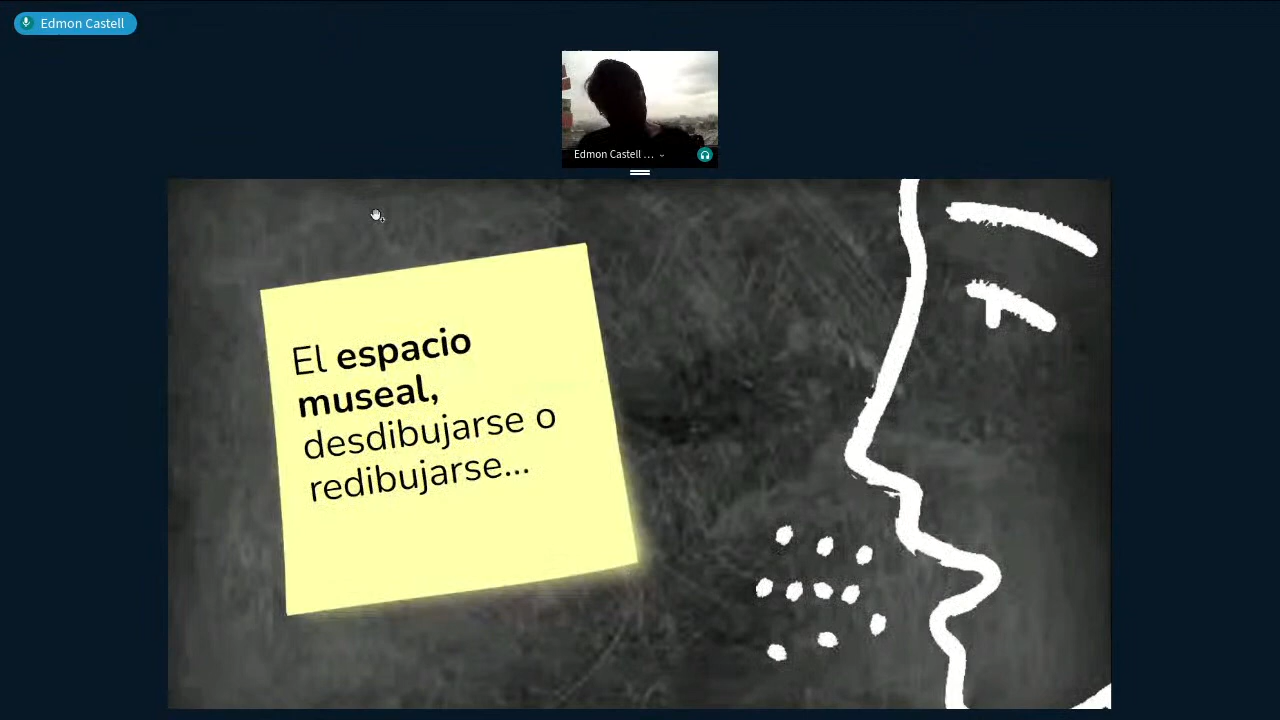 Edmon Castell
Edmon Castell ...
El espacio
museal,
desdibujarse o
redibujarse...